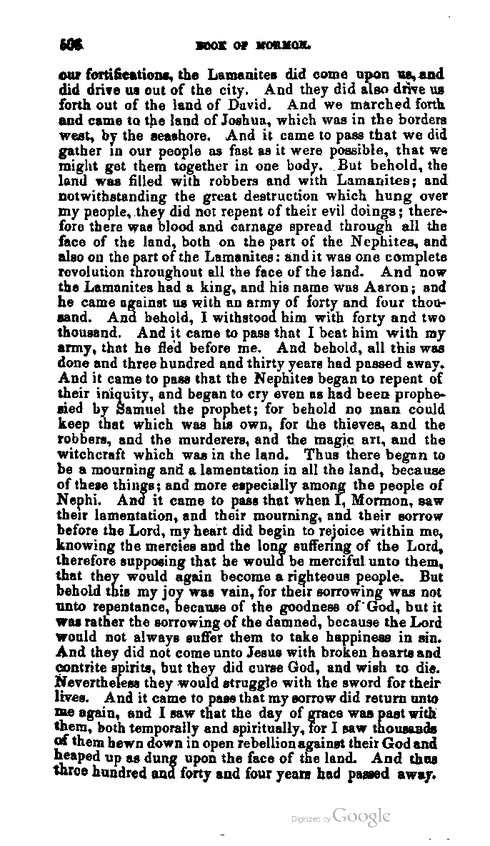 506 BOOK OF MORMON.
our fortifications, the Lamanites did come upon us, and
did drive us out of the city. And they did also drive us
forth out of the land of David. And we marched forth
and came to the land of Joshua, which was in the borders
west, by the seashore. And it came to pass that we did
gather in our people as fast as it were possible, that we
might get them together in one body. But behold, the
land was filled with robbers and with Lamanites; and
notwithstanding the great destruction which hung over
my people, they did not repent of their evil doings; there-
fore there was blood and carnage spread through all the
face of the land, both on the part of the Nephites, and
also on the part of the Lamanites: and it was one complete
revolution throughout all the face of the land. And now
the Lamanites had a king, and his name was Aaron; and
he came against us with an army of forty and four thou-
sand. And behold, I withstood him with forty and two
thousand. And it came to pass that I beat him with my
army, that he fled before me. And behold, all this was
done and three hundred and thirty years had passed away.
And it came to pass that the Nephites began to repent of
their iniquity, and began to cry even as had been prophe-
sied by Samuel the prophet; for behold no man could
keep that which was his own, for the thieves, and the
robbers, and the murderers, and the magic art, and the
witchcraft which was in the land. Thus there began to
be a mourning and a lamentation in all the land, because
of these things; and more especially among the people of
Nephi. And it came to pass that when I, Mormon, saw
their lamentation, and their mourning, and their sorrow
before the Lord, my heart did begin to rejoice within me,
knowing the mercies and the long suffering of the Lord,
therefore supposing that he would be merciful unto them,
that they would again become a righteous people. But
behold this my joy was vain, for their sorrowing was not
unto repentance, because of the goodness of God, but it
was rather the sorrowing of the damned, because the Lord
would not always suffer them to take happiness in sin.
And they did not come unto Jesus with broken hearts and
contrite spirits, but they did curse God, and wish to die.
Nevertheless they would struggle with the sword for their
lives. And it came to pass that my sorrow did return unto
me again, and I saw that the day of grace was past with
them, both temporally and spiritually, for I saw thousands
of them hewn down in open rebellion against their God and
heaped up as dung upon the face of the land. And thus
three hundred and forty and four years had passed away.
Digitized by Google